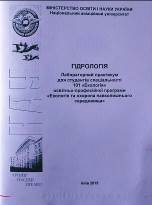 МІНІСТЕРСТВО ОСВІТИ І НАУКИ УКРАЇНИ
Національний авіаційний університет
ГІДРОЛОГІЯ
Лабораторний практикум
для студентів спеціальності
101 «Екологія»
освітньо-професійної програми
«Екологія та охорона навколишнього
середовища»
Київ